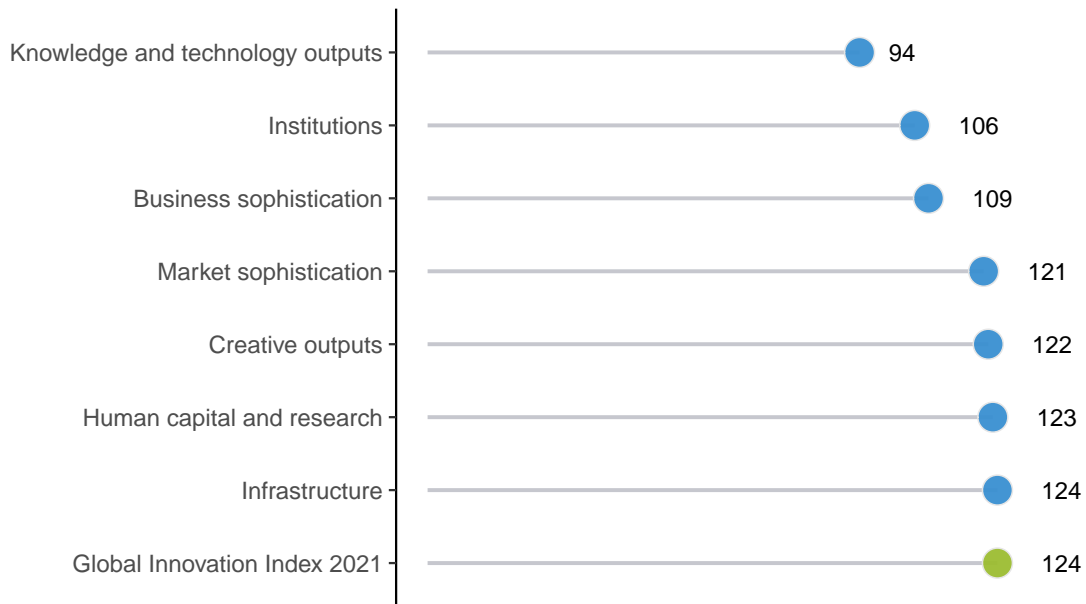 Knowledge and technology outputs 94
Institutions 106
Business sophistication 109
Market sophistication 121
Creative outputs 122
Human capital and research 123
Infrastructure 124
Global Innovation Index 2021 124